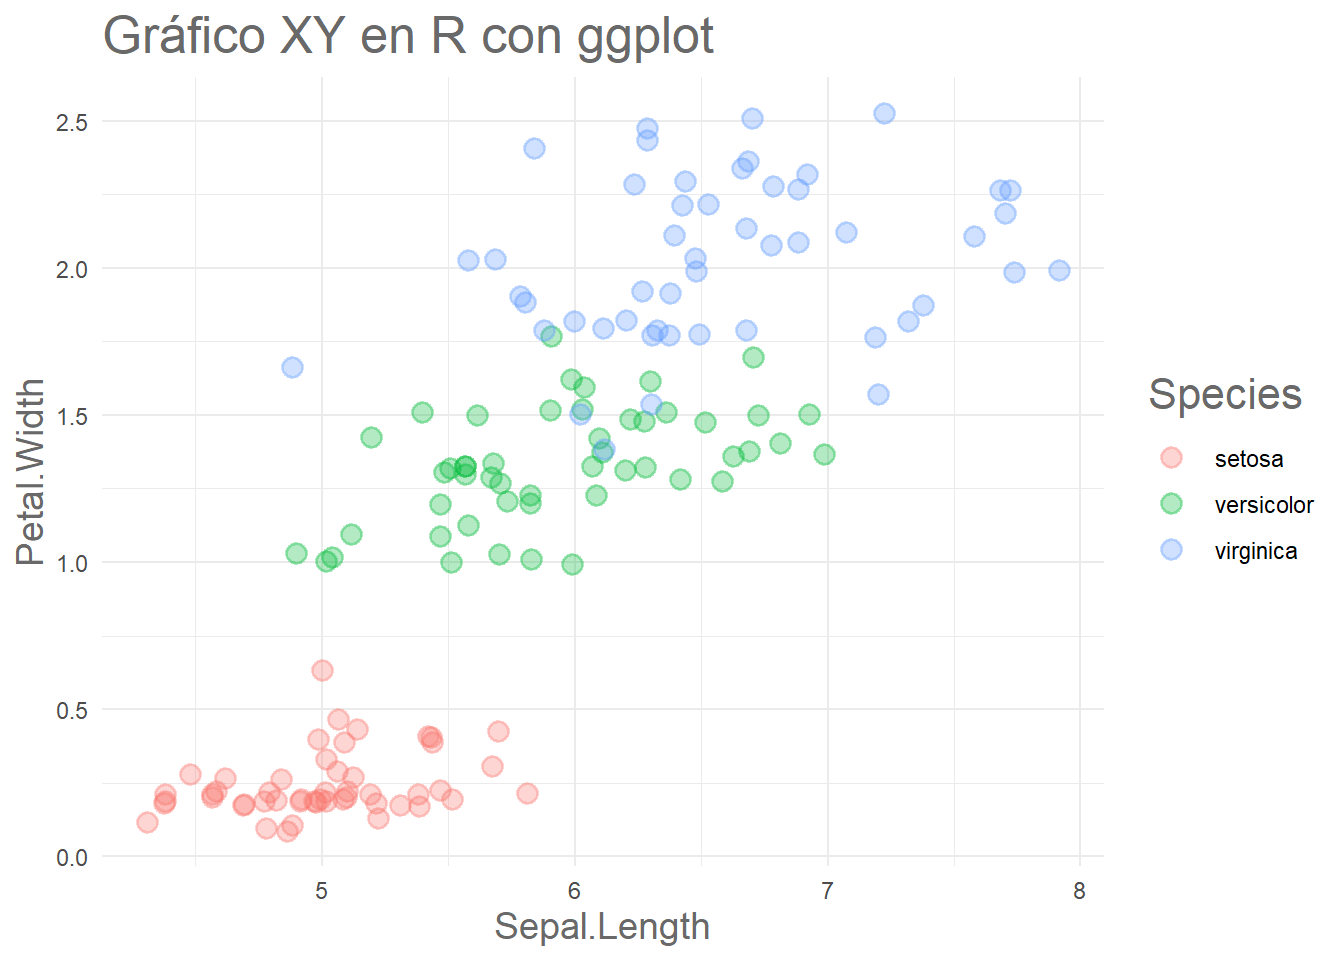 Gráfico XY en R con ggplot
2.5
2.0
1.5
1.0
0.5
0.0
Petal.Width
5 6 7 8
Sepal.Length
Species
setosa
versicolor
virginica